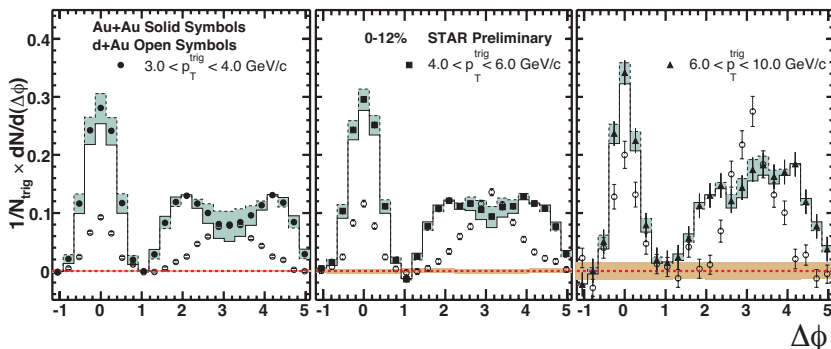 Au+Au Solid Symbols
d+Au Open Symbols
3.0 < p_T^trig < 4.0 GeV/c
0-12% STAR Preliminary
4.0 < p_T^trig < 6.0 GeV/c
6.0 < p_T^trig < 10.0 GeV/c
1/N_trig × dN/d(Δϕ)
0.4
0.3
0.2
0.1
0
-1 0 1 2 3 4 5
-1 0 1 2 3 4 5
-1 0 1 2 3 4 5
Δϕ